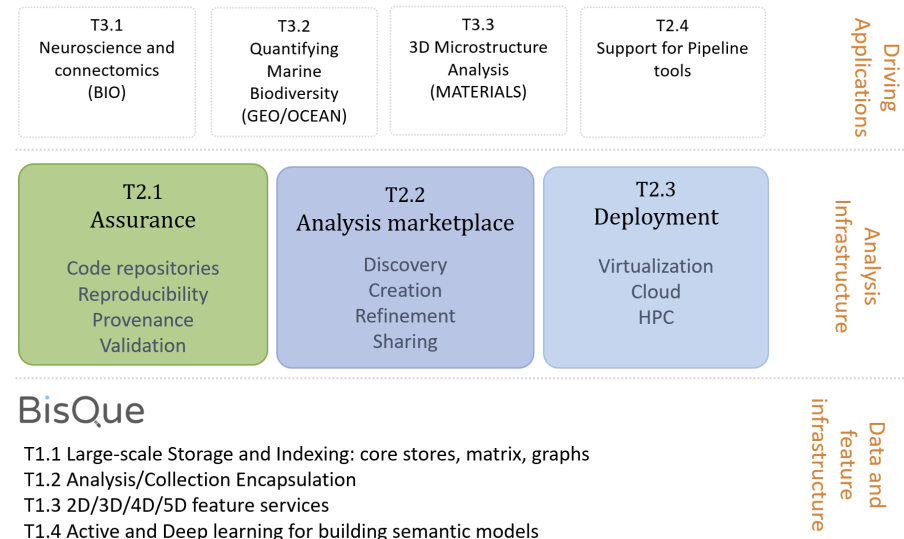 T3.1
Neuroscience and
connectomics
(BIO)
T3.2
Quantifying
Marine
Biodiversity
(GEO/OCEAN)
T3.3
3D Microstructure
Analysis
(MATERIALS)
T2.4
Support for Pipeline
tools
Driving
Applications
T2.1
Assurance
Code repositories
Reproducibility
Provenance
Validation
T2.2
Analysis marketplace
Discovery
Creation
Refinement
Sharing
T2.3
Deployment
Virtualization
Cloud
HPC
Analysis
Infrastructure
BisQue
T1.1 Large-scale Storage and Indexing: core stores, matrix, graphs
T1.2 Analysis/Collection Encapsulation
T1.3 2D/3D/4D/5D feature services
T1.4 Active and Deep learning for building semantic models
Data and
feature
infrastructure